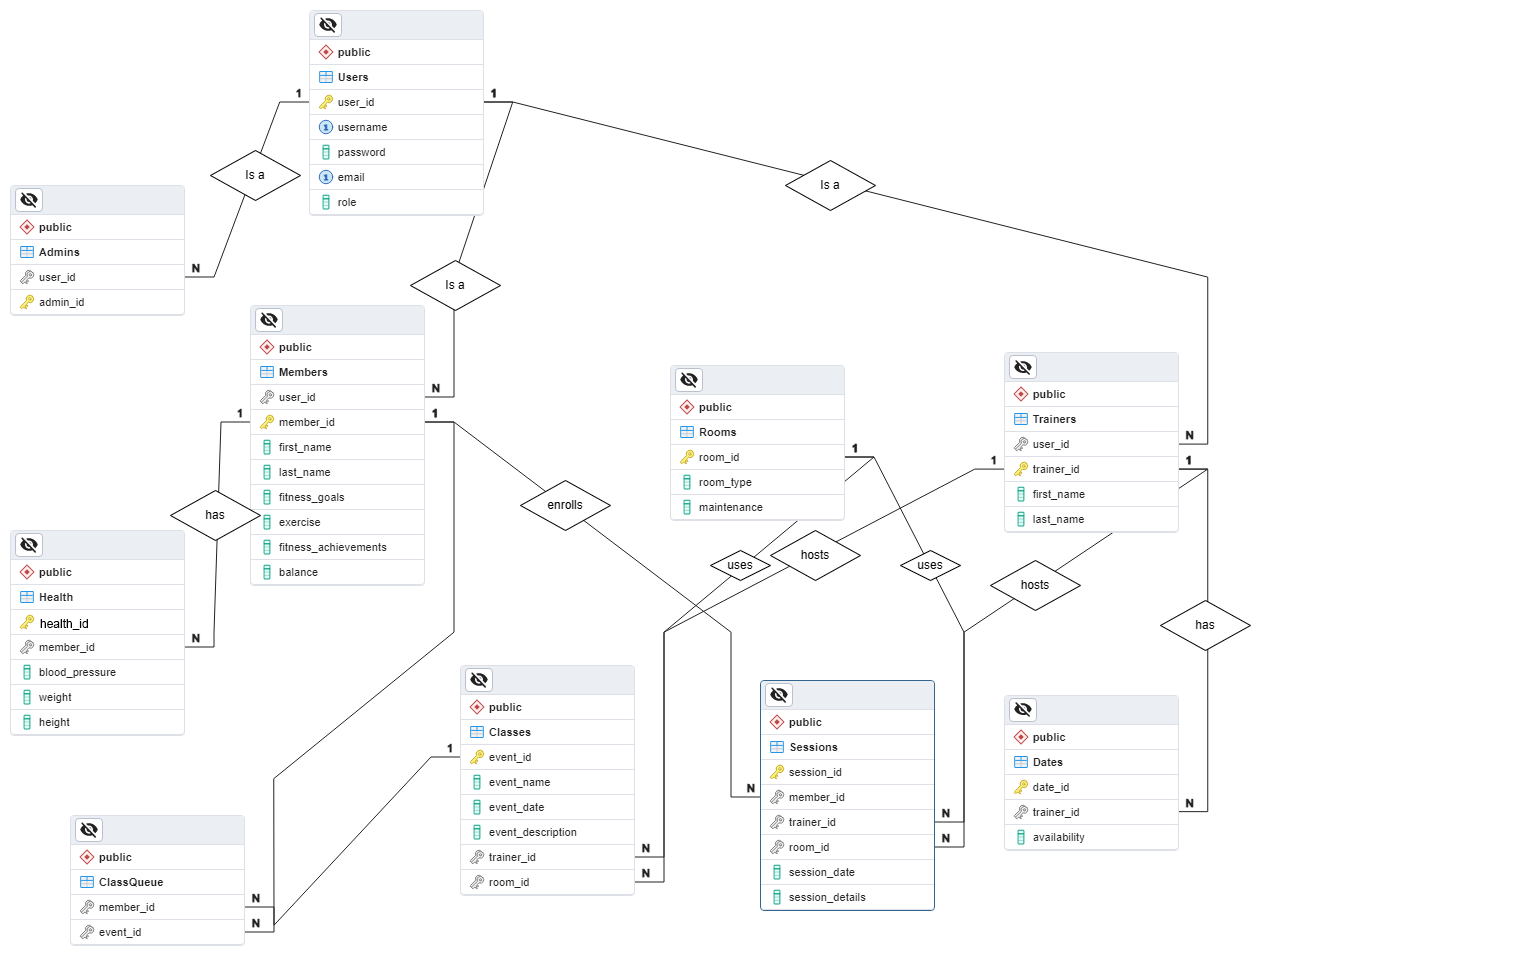 public
Users
1
user_id
1
username
password
email
role
Is a
Is a
public
Admins
user_id
N
admin_id
Is a
public
Members
user_id
N
1
member_id
1
first_name
last_name
fitness_goals
exercise
fitness_achievements
balance
has
enrolls
public
Rooms
room_id
1
room_type
maintenance
public
Trainers
user_id
N
1
trainer_id
1
first_name
last_name
uses
hosts
uses
hosts
has
public
Health
health_id
member_id
N
blood_pressure
weight
height
public
Classes
1
event_id
event_name
event_date
event_description
trainer_id
N
room_id
N
public
Sessions
session_id
N
member_id
trainer_id
N
room_id
N
session_date
session_details
public
Dates
date_id
trainer_id
N
availability
public
ClassQueue
member_id
N
event_id
N